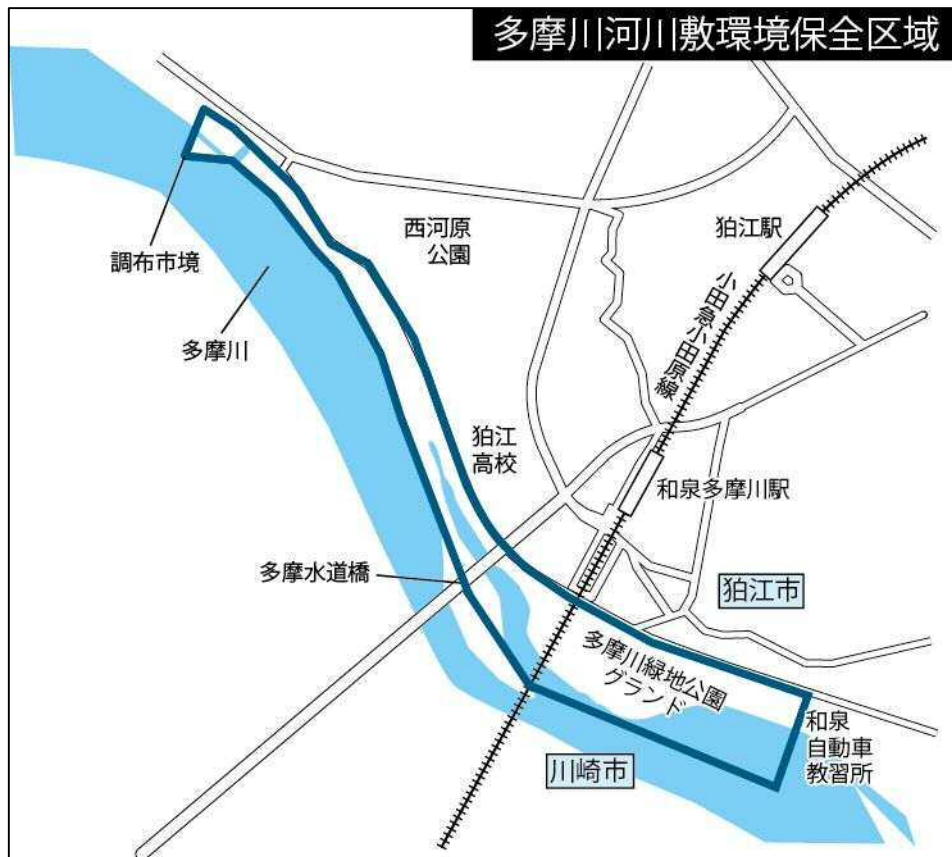 多摩川河川敷環境保全区域
西河原
公園
狛江駅
調布市境
小田急小田原線
多摩川
狛江
高校
和泉多摩川駅
多摩水道橋
狛江市
多摩川緑地公園
グランド
和泉
自動車
教習所
川崎市